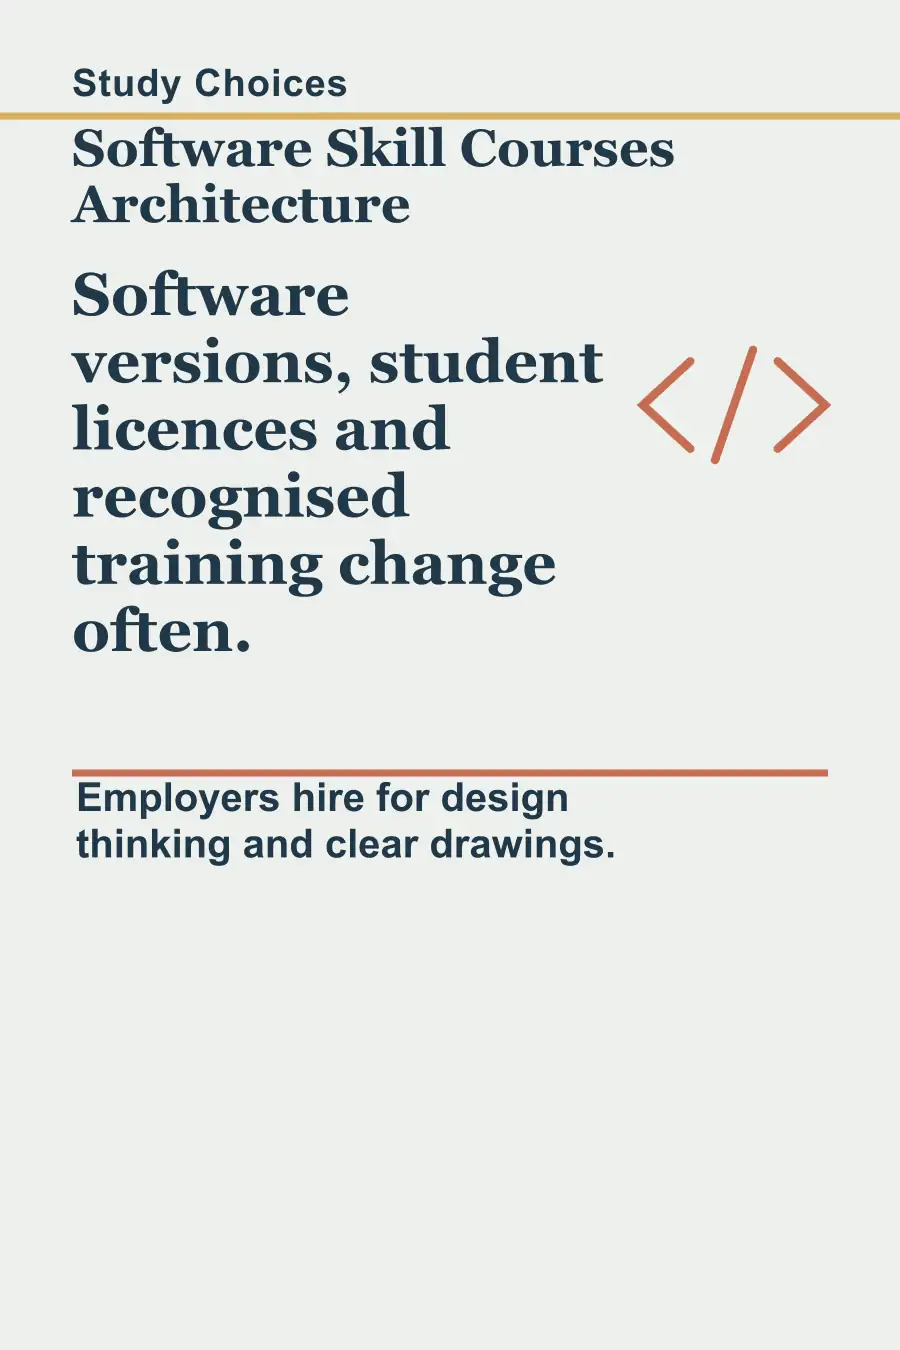 Study Choices
Software Skill Courses
Architecture
Software
versions, student
licences and
recognised
training change
often.
Employers hire for design
thinking and clear drawings.